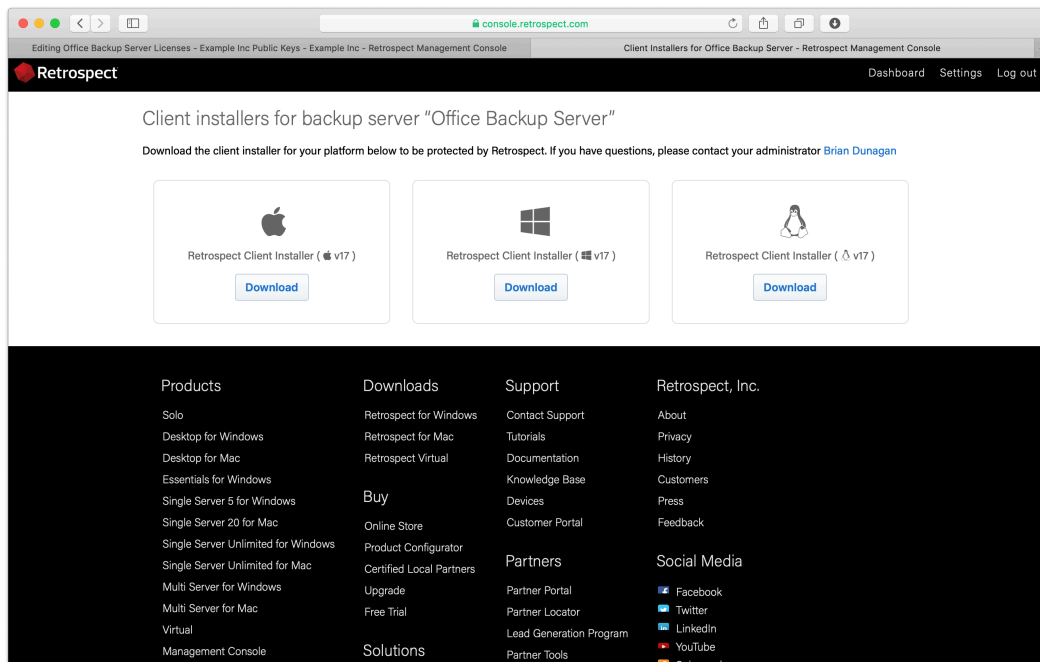 console.retrospect.com
Editing Office Backup Server Licenses - Example Inc Public Keys - Example Inc - Retrospect Management Console
Client Installers for Office Backup Server - Retrospect Management Console
Retrospect
Dashboard Settings Log out
Client installers for backup server “Office Backup Server”
Download the client installer for your platform below to be protected by Retrospect. If you have questions, please contact your administrator Brian Dunagan
Retrospect Client Installer ( v17 )
Download
Retrospect Client Installer ( v17 )
Download
Retrospect Client Installer ( v17 )
Download
Products
Solo
Desktop for Windows
Desktop for Mac
Essentials for Windows
Single Server 5 for Windows
Single Server 20 for Mac
Single Server Unlimited for Windows
Single Server Unlimited for Mac
Multi Server for Windows
Multi Server for Mac
Virtual
Management Console
Downloads
Retrospect for Windows
Retrospect for Mac
Retrospect Virtual
Buy
Online Store
Product Configurator
Certified Local Partners
Upgrade
Free Trial
Solutions
Support
Contact Support
Tutorials
Documentation
Knowledge Base
Devices
Customer Portal
Partners
Partner Portal
Partner Locator
Lead Generation Program
Partner Tools
Retrospect, Inc.
About
Privacy
History
Customers
Press
Feedback
Social Media
Facebook
Twitter
LinkedIn
YouTube